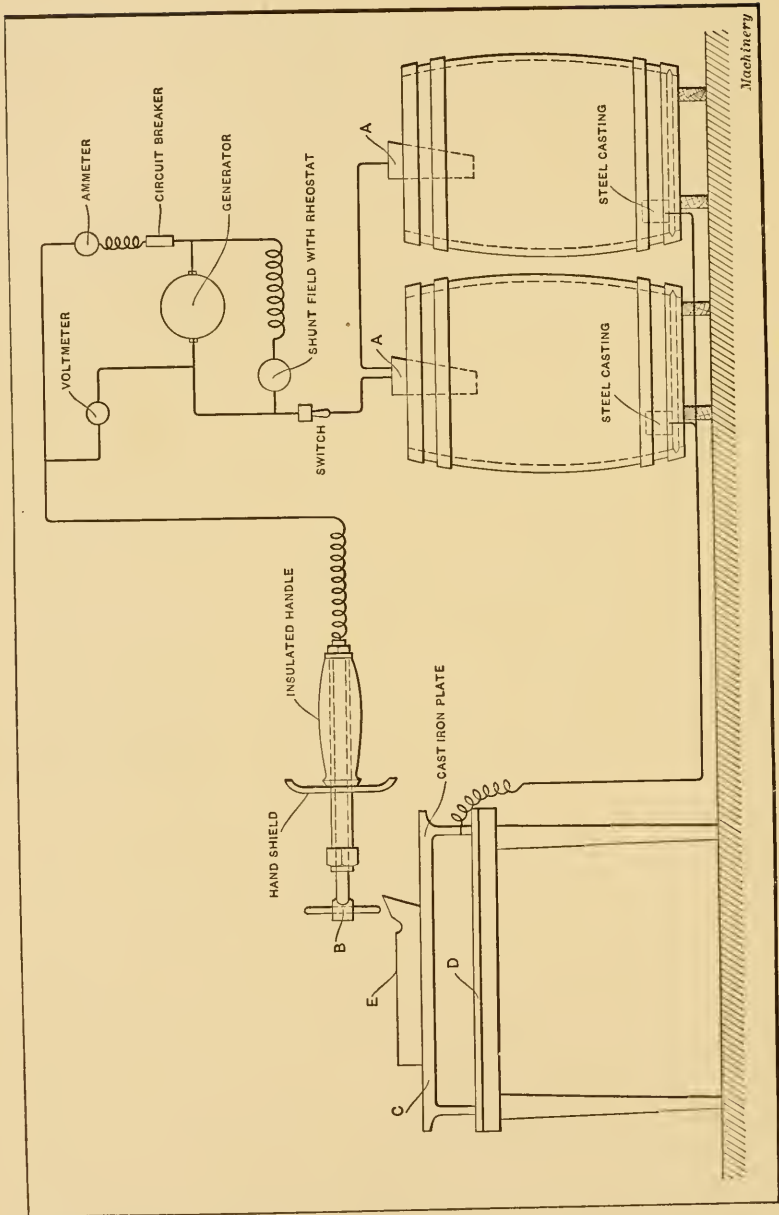 VOLTMETER
AMMETER
CIRCUIT BREAKER
GENERATOR
SHUNT FIELD WITH RHEOSTAT
SWITCH
A
A
STEEL CASTING
STEEL CASTING
INSULATED HANDLE
HAND SHIELD
B
CAST IRON PLATE
E
C
D
Machinery